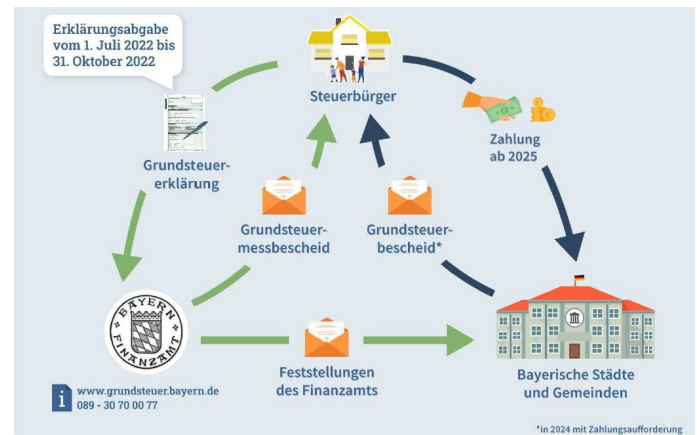 Erklärungsabgabe
vom 1. Juli 2022 bis
31. Oktober 2022
Steuerbürger
Zahlung
ab 2025
Grundsteuer-
erklärung
Grundsteuer-
messbescheid
Grundsteuer-
bescheid*
BAYERN
FINANZAMT
Feststellungen
des Finanzamts
Bayerische Städte
und Gemeinden
i
www.grundsteuer.bayern.de
089 - 30 70 00 77
*in 2024 mit Zahlungsaufforderung